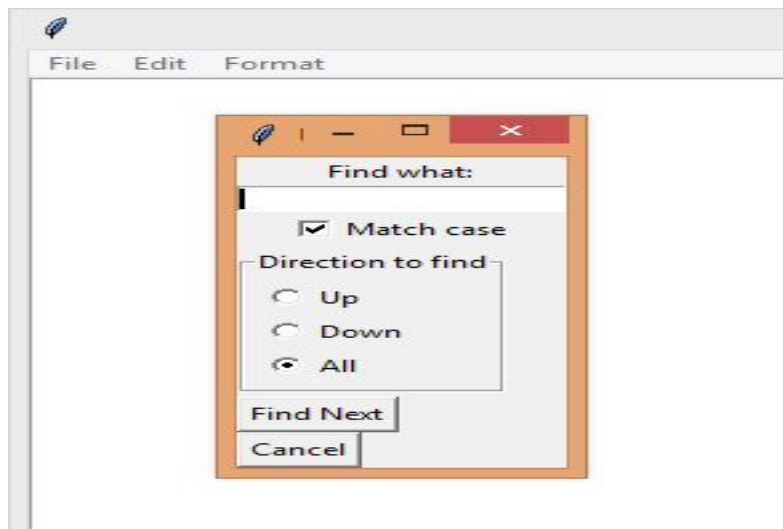 File Edit Format
Find what:
Match case
Direction to find
Up
Down
All
Find Next
Cancel